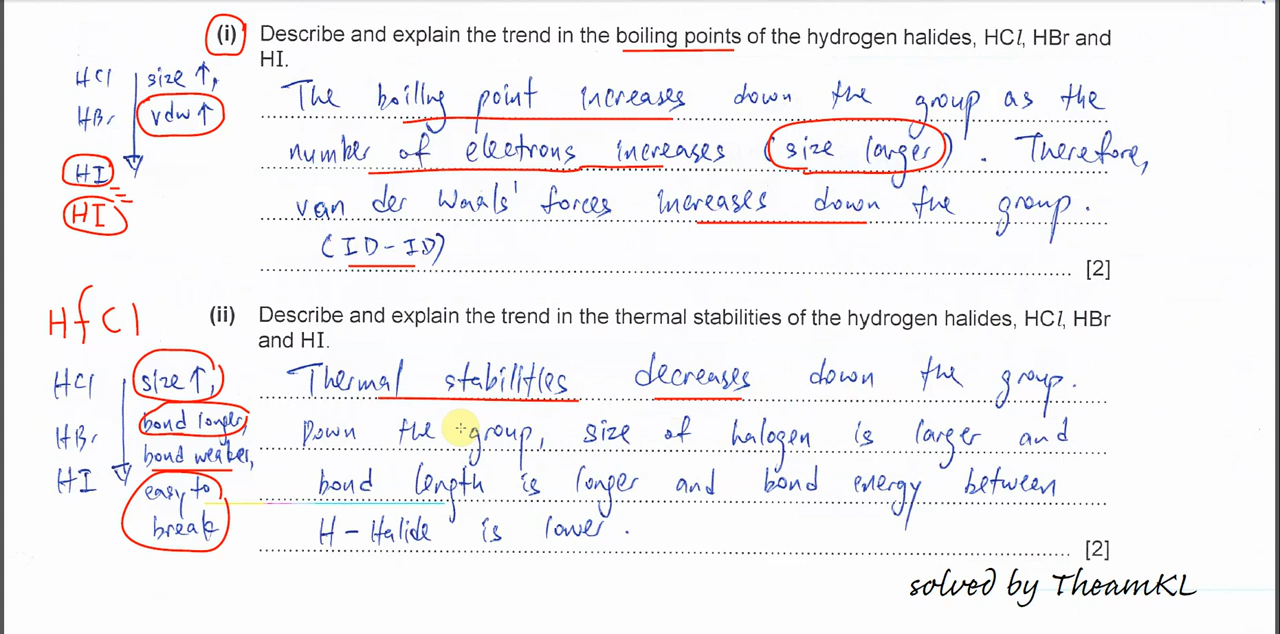 (i) Describe and explain the trend in the boiling points of the hydrogen halides, HCl, HBr and
HI.
HCl size ↑,
HBr vdw ↑
HI
HI
The boiling point increases down the group as the
number of electrons increases (size larger). Therefore,
van der Waals' forces increases down the group.
(ID-ID)
[2]
(ii) Describe and explain the trend in the thermal stabilities of the hydrogen halides, HCl, HBr
and HI.
H Cl
HCl size ↑,
bond longer,
HBr bond weaker,
HI easy to
break
Thermal stabilities decreases down the group.
Down the group, size of halogen is larger and
bond length is longer and bond energy between
H - Halide is lower.
[2]
solved by TheamKL